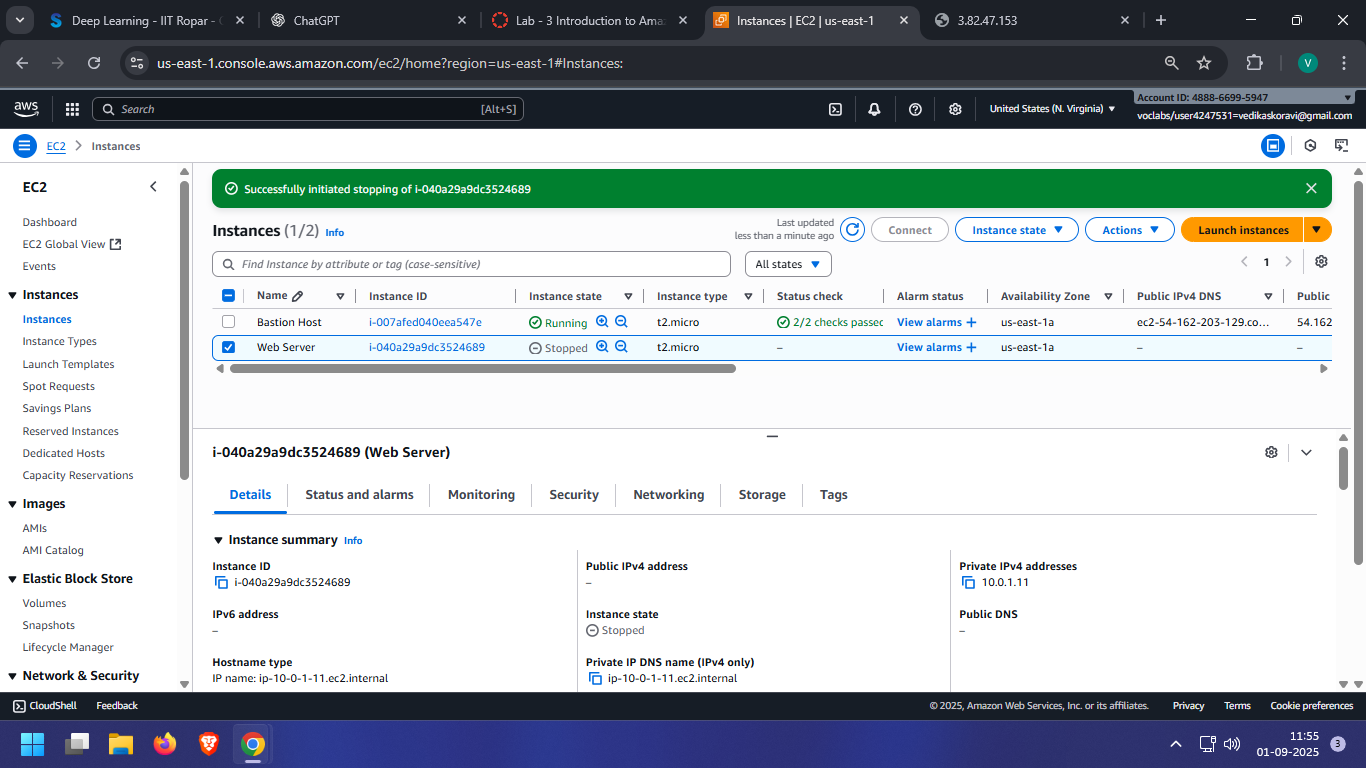 Deep Learning - IIT Ropar - 
ChatGPT
Lab - 3 Introduction to Ama
Instances | EC2 | us-east-1
3.82.47.153
us-east-1.console.aws.amazon.com/ec2/home?region=us-east-1#Instances:
V
aws
Search
[Alt+S]
United States (N. Virginia)
Account ID: 4888-6699-5947
voclabs/user4247531=vedikaskoravi@gmail.com
EC2
Instances
EC2
Dashboard
EC2 Global View
Events
Instances
Instances
Instance Types
Launch Templates
Spot Requests
Savings Plans
Reserved Instances
Dedicated Hosts
Capacity Reservations
Images
AMIs
AMI Catalog
Elastic Block Store
Volumes
Snapshots
Lifecycle Manager
Network & Security
Successfully initiated stopping of i-040a29a9dc3524689
Instances (1/2) Info
Last updated
less than a minute ago
Connect
Instance state
Actions
Launch instances
Find Instance by attribute or tag (case-sensitive)
All states
1
Name Instance ID Instance state Instance type Status check Alarm status Availability Zone Public IPv4 DNS Public
Bastion Host i-007afed040eea547e Running t2.micro 2/2 checks passec View alarms + us-east-1a ec2-54-162-203-129.co... 54.162
Web Server i-040a29a9dc3524689 Stopped t2.micro – View alarms + us-east-1a – –
i-040a29a9dc3524689 (Web Server)
Details Status and alarms Monitoring Security Networking Storage Tags
Instance summary Info
Instance ID
i-040a29a9dc3524689
Public IPv4 address
–
Private IPv4 addresses
10.0.1.11
IPv6 address
–
Instance state
Stopped
Public DNS
–
Hostname type
IP name: ip-10-0-1-11.ec2.internal
Private IP DNS name (IPv4 only)
ip-10-0-1-11.ec2.internal
CloudShell
Feedback
© 2025, Amazon Web Services, Inc. or its affiliates.
Privacy
Terms
Cookie preferences
11:55
01-09-2025
3